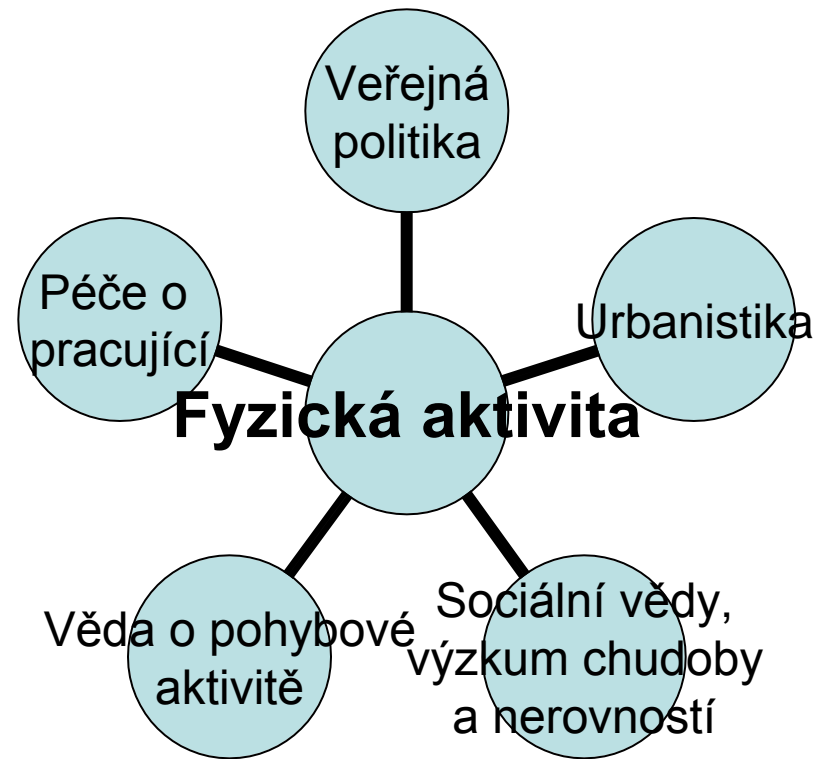 Veřejná
politika
Péče o
pracující
Urbanistika
Fyzická aktivita
Věda o pohybové
aktivitě
Sociální vědy,
výzkum chudoby
a nerovností